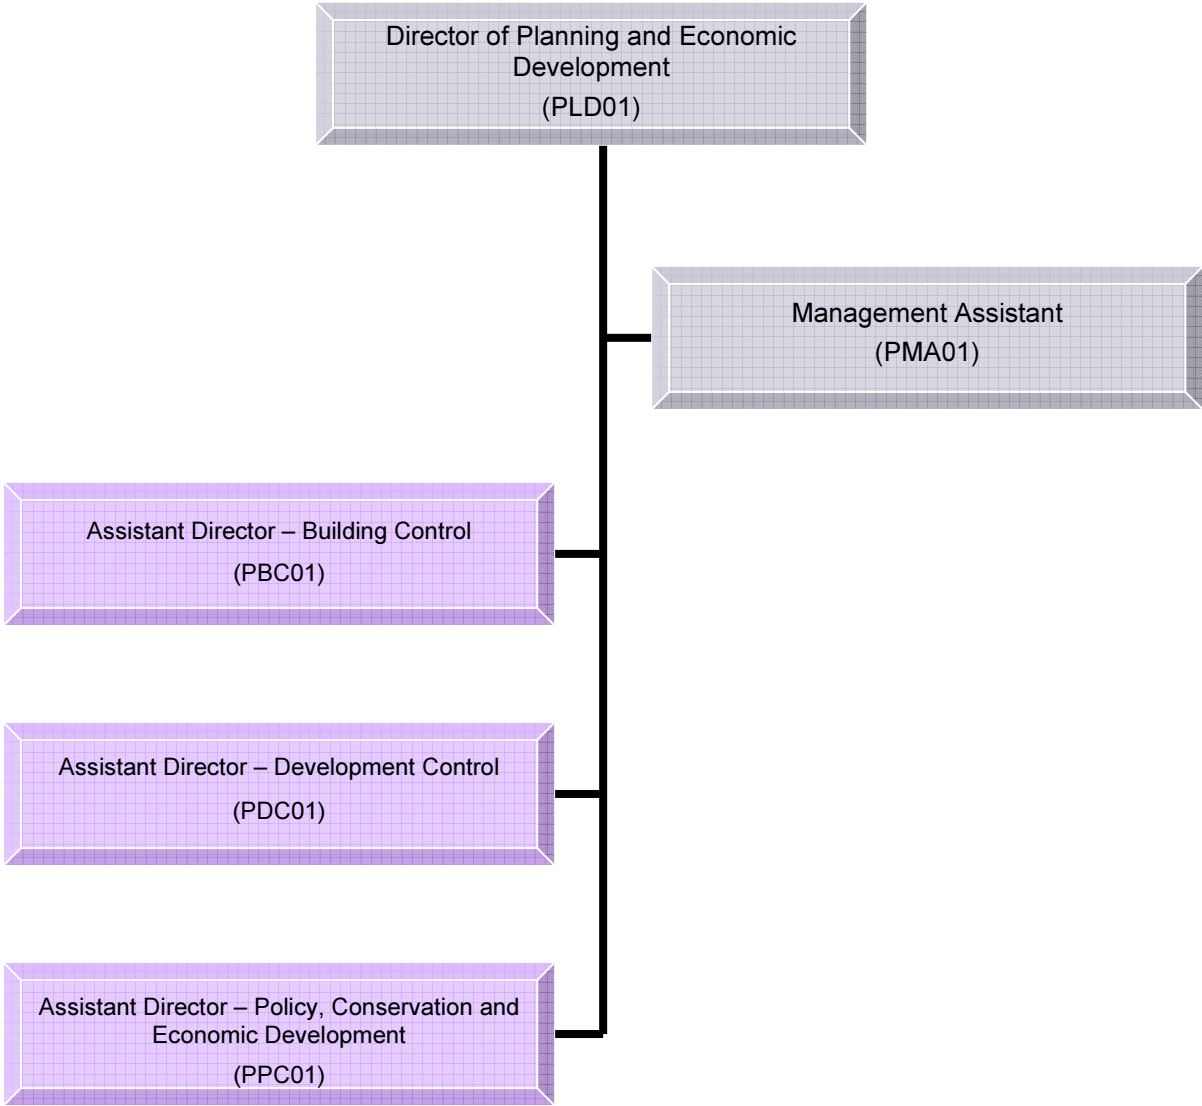 Director of Planning and Economic
Development
(PLD01)
Management Assistant
(PMA01)
Assistant Director – Building Control
(PBC01)
Assistant Director – Development Control
(PDC01)
Assistant Director – Policy, Conservation and
Economic Development
(PPC01)